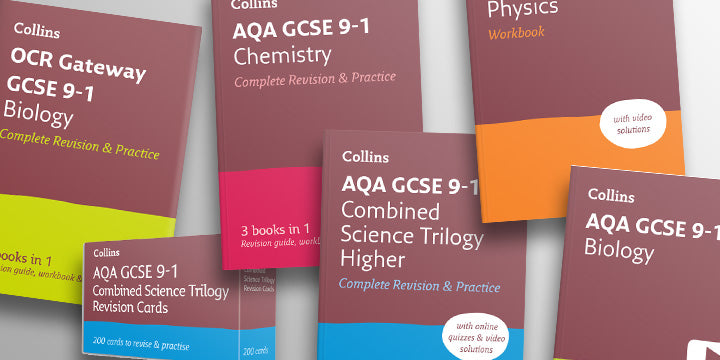 Collins
OCR Gateway
GCSE 9-1
Biology
Complete Revision & Practice
books in 1
guide, workbook &
Collins
AQA GCSE 9-1
Chemistry
Complete Revision & Practice
3 books in 1
Revision guide,
Physics
Workbook
with video
solutions
Collins
AQA GCSE 9-1
Combined
Science Trilogy
Higher
Complete Revision & Practice
with online
quizzes & video
solutions
Collins
AQA GCSE 9-1
Biology
Collins
AQA GCSE 9-1
Combined Science Trilogy
Revision Cards
200 cards to revise & practise
Combined
Science Trilogy
Revision Cards
200 cards